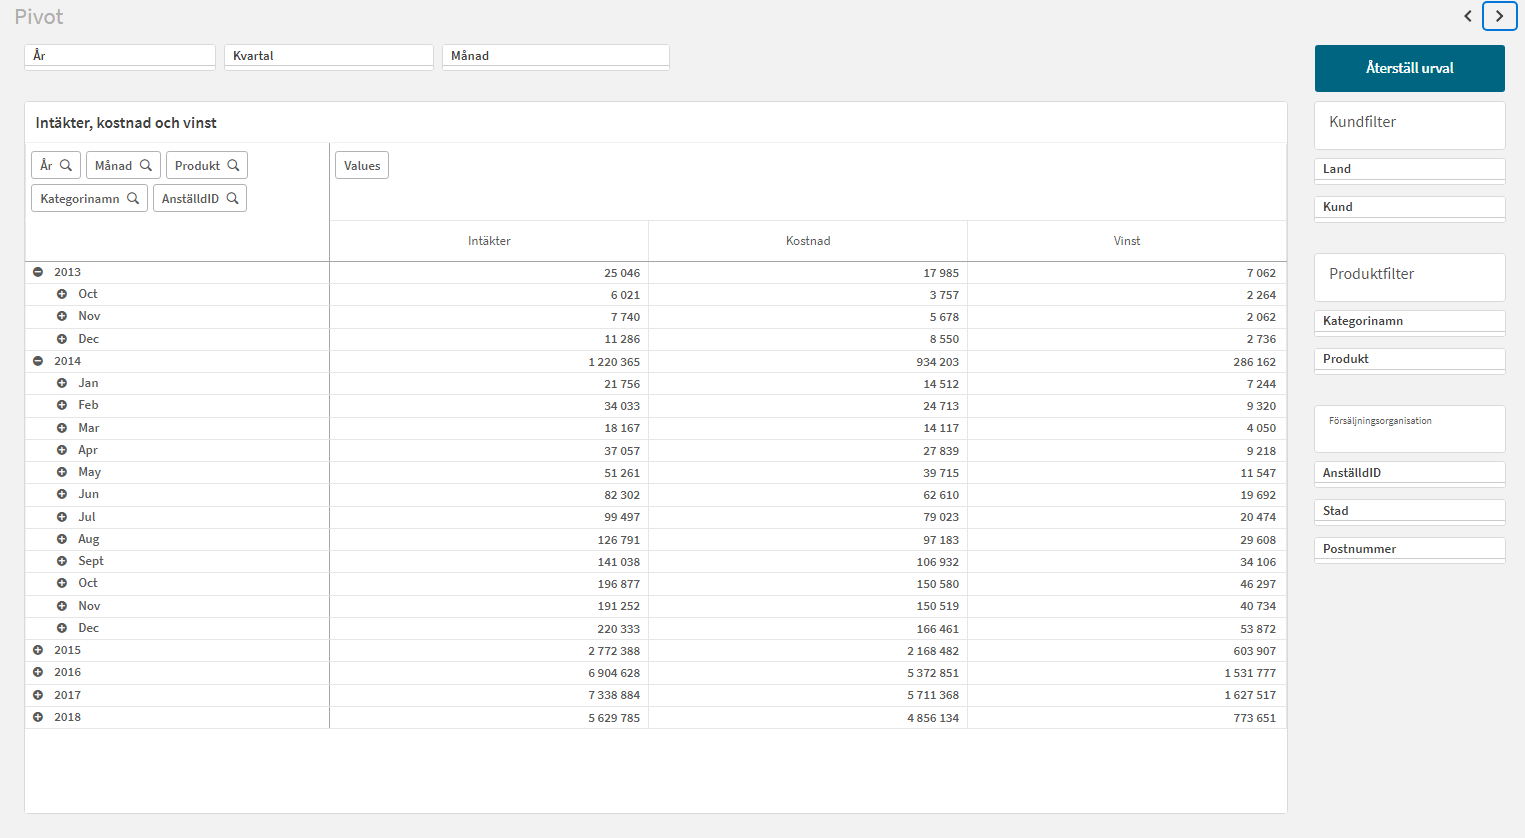 Pivot
År Kvartal Månad
Återställ urval
Intäkter, kostnad och vinst
År Månad Produkt
Kategorinamn AnställdID
Values
Intäkter Kostnad Vinst
2013 25 046 17 985 7 062
Oct 6 021 3 757 2 264
Nov 7 740 5 678 2 062
Dec 11 286 8 550 2 736
2014 1 220 365 934 203 286 162
Jan 21 756 14 512 7 244
Feb 34 033 24 713 9 320
Mar 18 167 14 117 4 050
Apr 37 057 27 839 9 218
May 51 261 39 715 11 547
Jun 82 302 62 610 19 692
Jul 99 497 79 023 20 474
Aug 126 791 97 183 29 608
Sept 141 038 106 932 34 106
Oct 196 877 150 580 46 297
Nov 191 252 150 519 40 734
Dec 220 333 166 461 53 872
2015 2 772 388 2 168 482 603 907
2016 6 904 628 5 372 851 1 531 777
2017 7 338 884 5 711 368 1 627 517
2018 5 629 785 4 856 134 773 651
Kundfilter
Land
Kund
Produktfilter
Kategorinamn
Produkt
Försäljningsorganisation
AnställdID
Stad
Postnummer